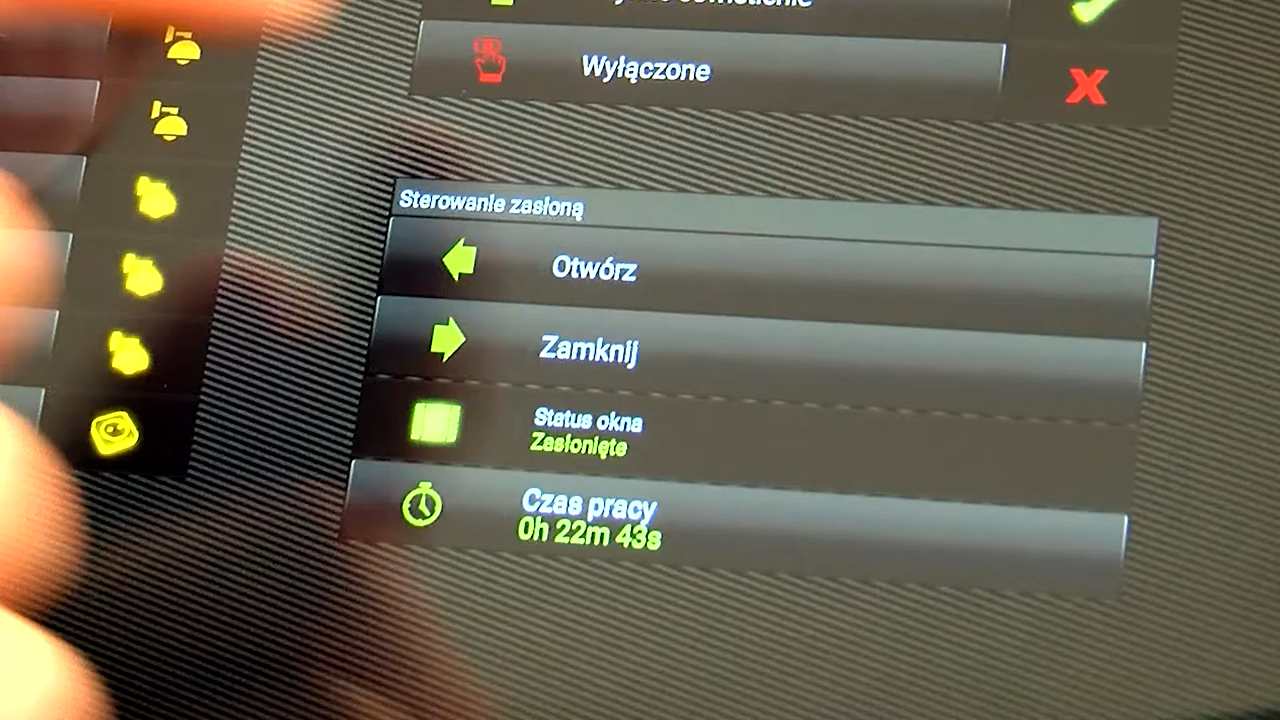 Wyłączone
Sterowanie zasłoną
Otwórz
Zamknij
Status okna
Zasłonięte
Czas pracy
0h 22m 43s